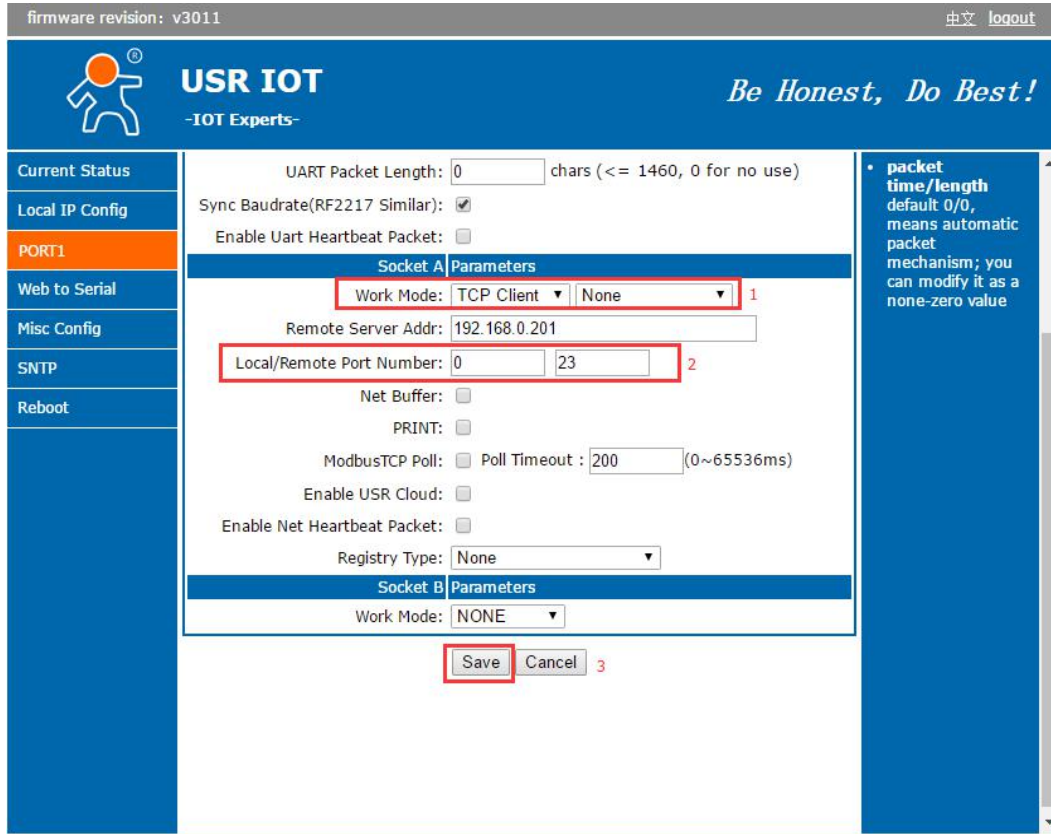 firmware revision: v3011 中文 logout
®
USR IOT
-IOT Experts-
Be Honest, Do Best!
Current Status
Local IP Config
PORT1
Web to Serial
Misc Config
SNTP
Reboot
UART Packet Length: 0 chars (<= 1460, 0 for no use)
Sync Baudrate(RF2217 Similar):
Enable Uart Heartbeat Packet:
Socket A Parameters
Work Mode: TCP Client None 1
Remote Server Addr: 192.168.0.201
Local/Remote Port Number: 0 23 2
Net Buffer:
PRINT:
ModbusTCP Poll: Poll Timeout : 200 (0~65536ms)
Enable USR Cloud:
Enable Net Heartbeat Packet:
Registry Type: None
Socket B Parameters
Work Mode: NONE
Save Cancel 3
• packet
time/length
default 0/0,
means automatic
packet
mechanism; you
can modify it as a
none-zero value